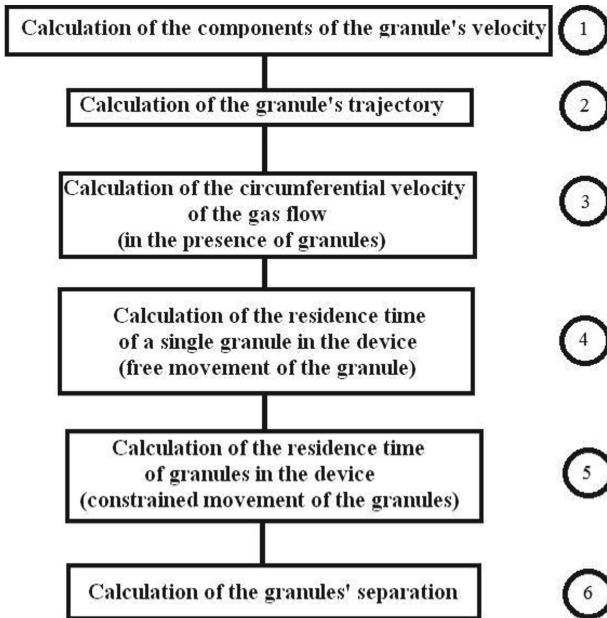 Calculation of the components of the granule's velocity
1
Calculation of the granule's trajectory
2
Calculation of the circumferential velocity
of the gas flow
(in the presence of granules)
3
Calculation of the residence time
of a single granule in the device
(free movement of the granule)
4
Calculation of the residence time
of granules in the device
(constrained movement of the granules)
5
Calculation of the granules' separation
6